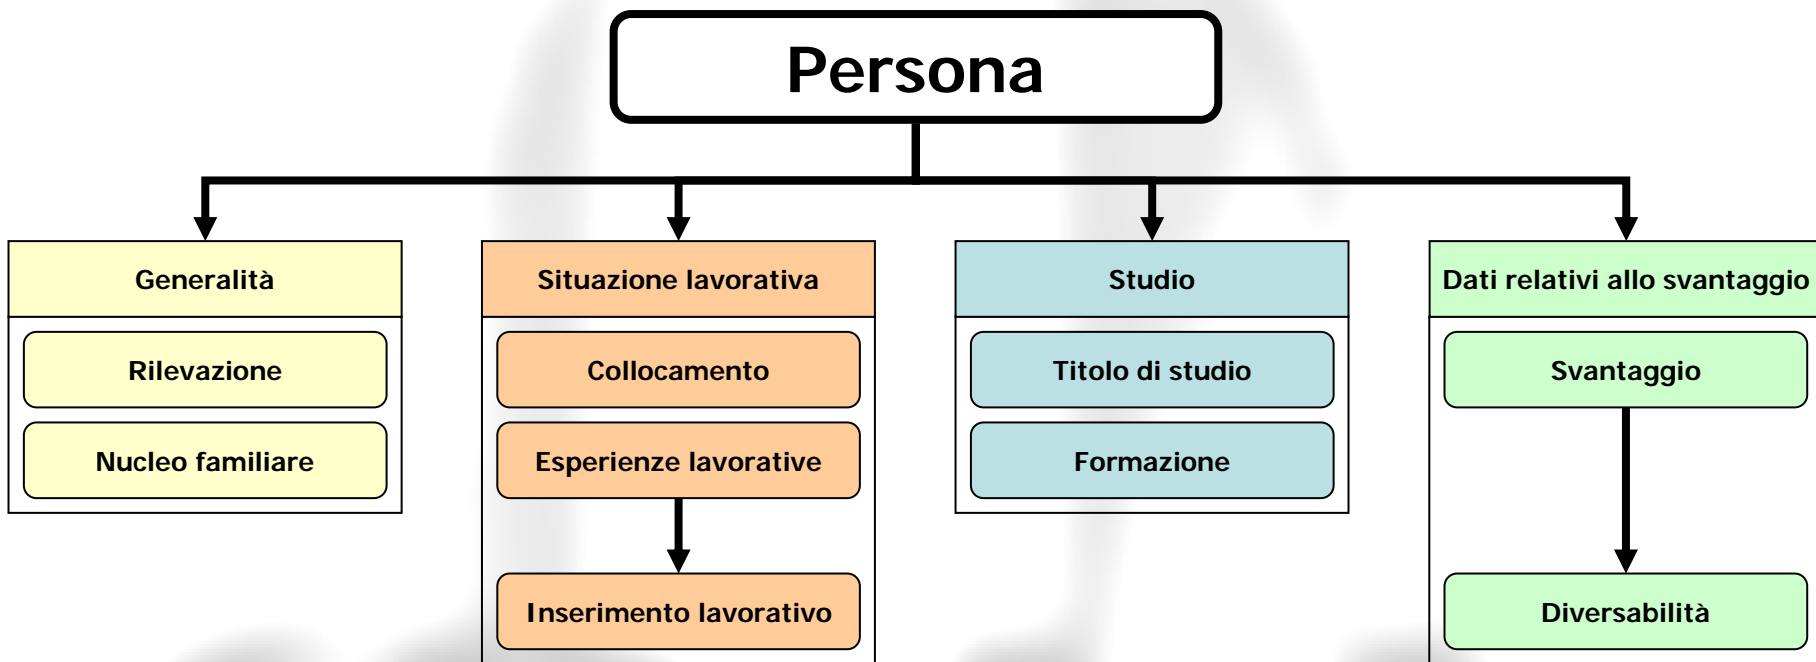 Persona
Generalità
Rilevazione
Nucleo familiare
Situazione lavorativa
Collocamento
Esperienze lavorative
Inserimento lavorativo
Studio
Titolo di studio
Formazione
Dati relativi allo svantaggio
Svantaggio
Diversabilità